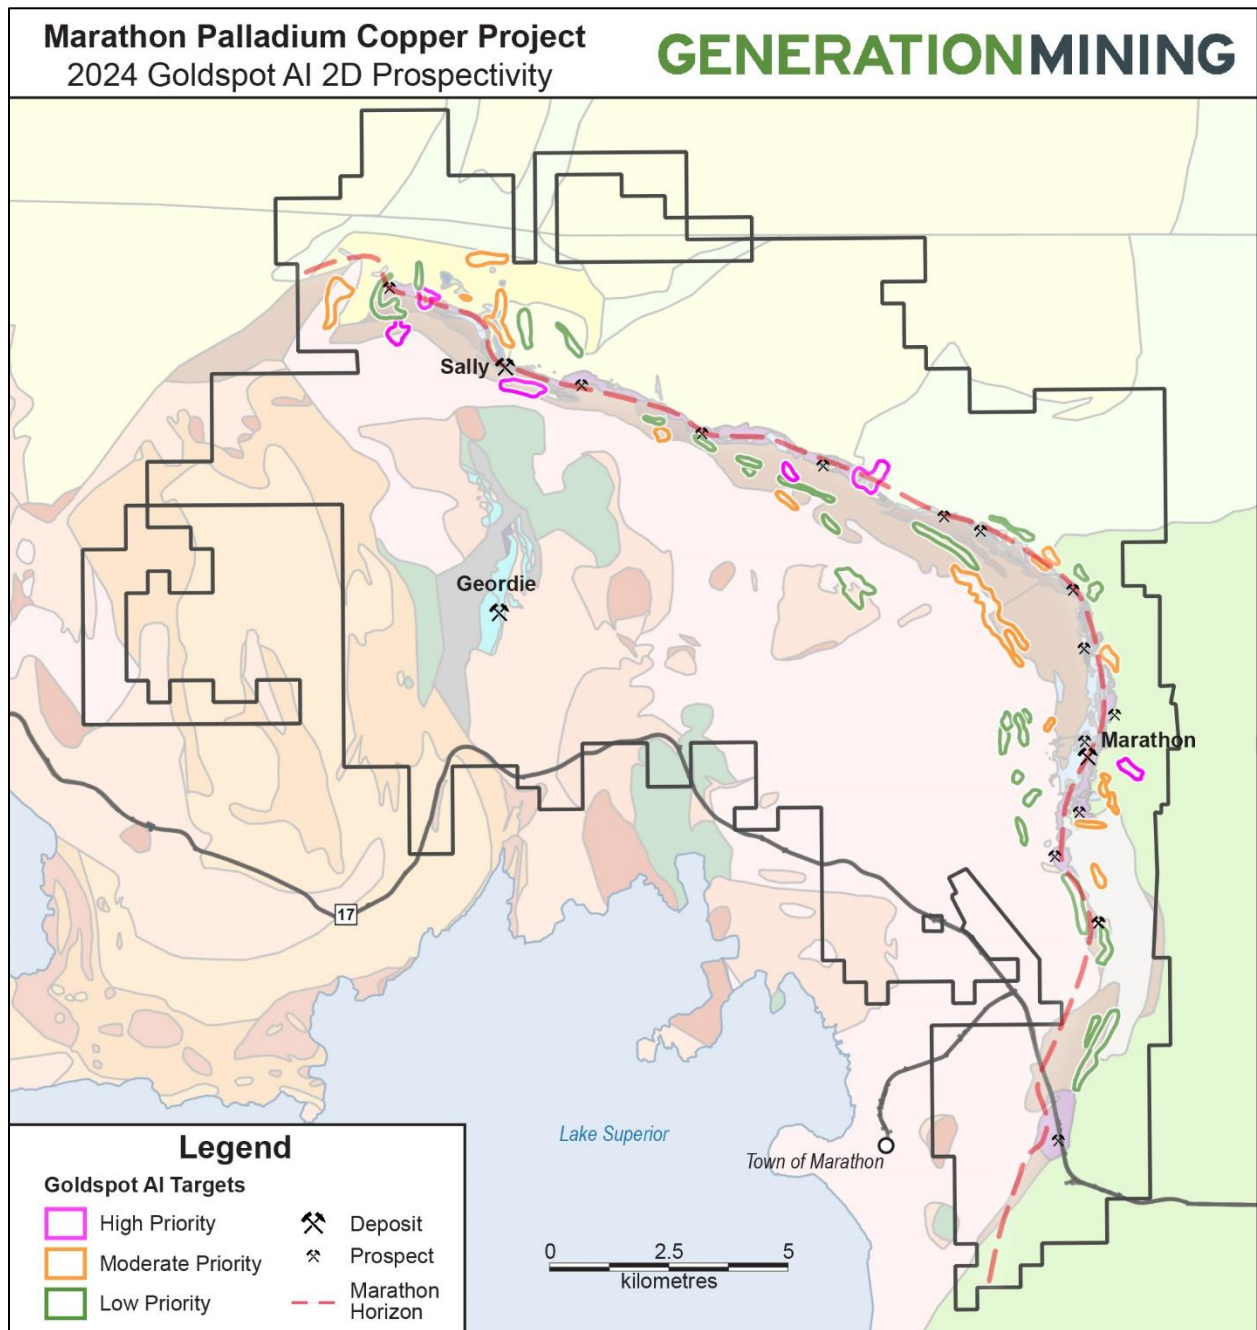 Marathon Palladium Copper Project
2024 Goldspot AI 2D Prospectivity
GENERATIONMINING
Sally
Geordie
Marathon
17
Lake Superior
Town of Marathon
Legend
Goldspot AI Targets
High Priority
Moderate Priority
Low Priority
Deposit
Prospect
Marathon
Horizon
0 2.5 5
kilometres